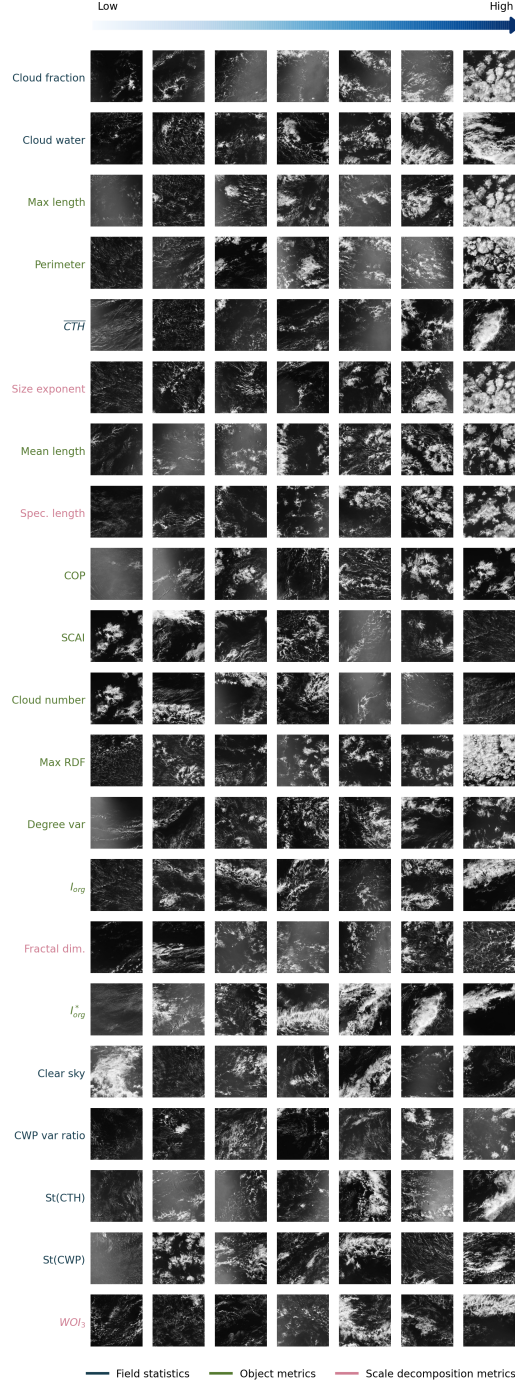 Low High
Cloud fraction
Cloud water
Max length
Perimeter
CTH
Size exponent
Mean length
Spec. length
COP
SCAI
Cloud number
Max RDF
Degree var
I_org
Fractal dim.
I*_org
Clear sky
CWP var ratio
St(CTH)
St(CWP)
WOI₃
Field statistics Object metrics Scale decomposition metrics